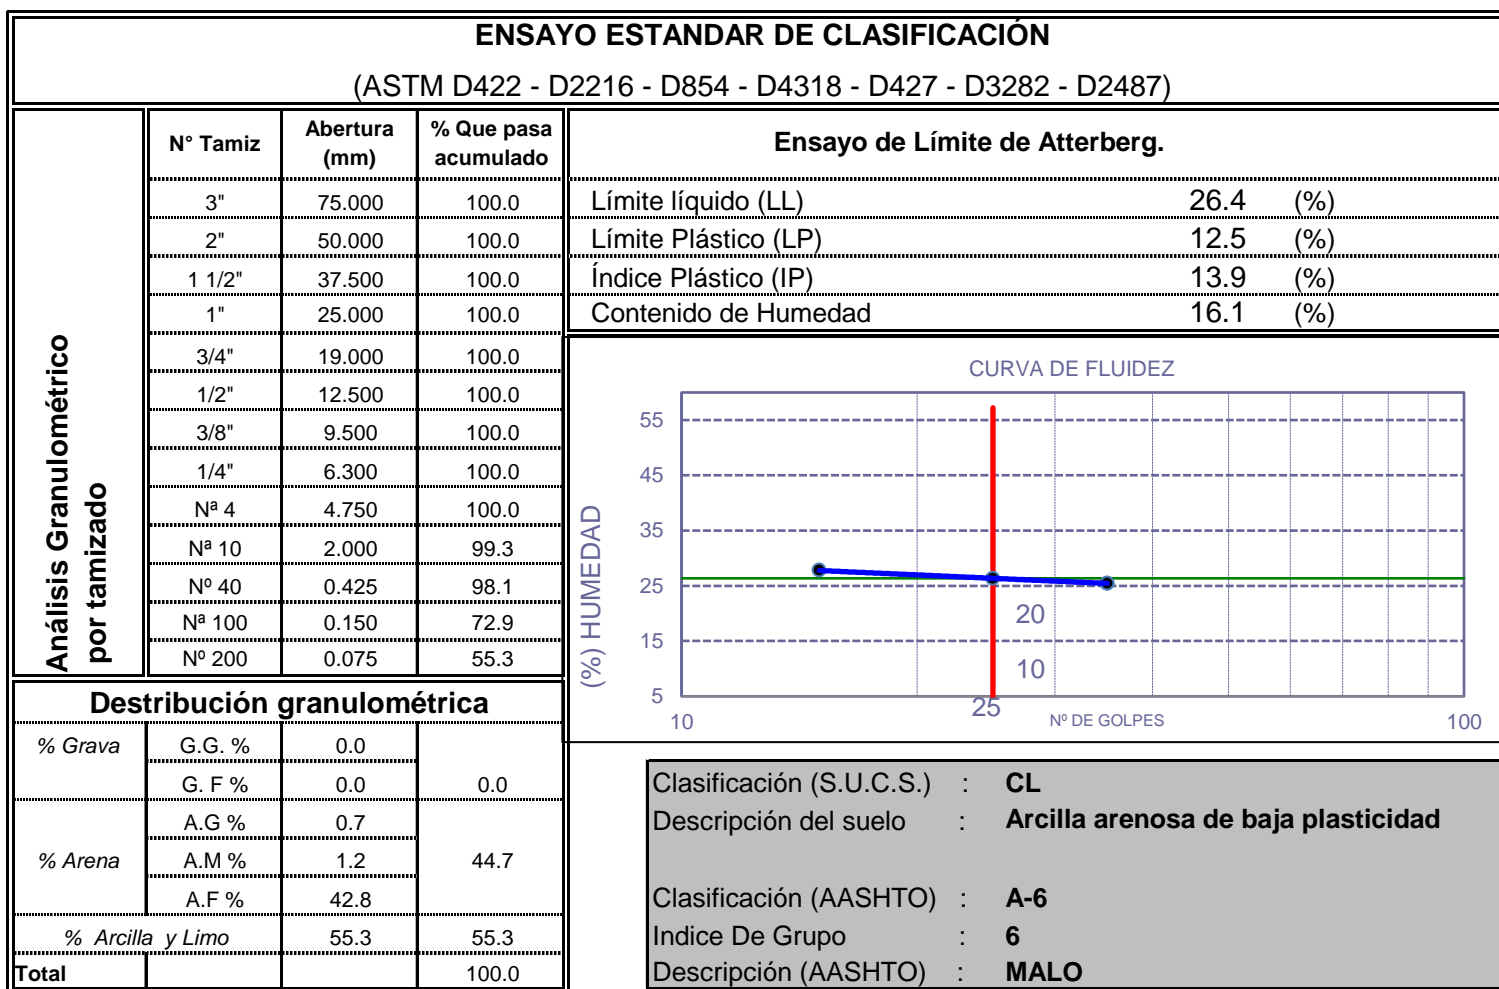 ENSAYO ESTANDAR DE CLASIFICACIÓN
(ASTM D422 - D2216 - D854 - D4318 - D427 - D3282 - D2487)
Análisis Granulométrico
por tamizado
N° Tamiz Abertura (mm) % Que pasa acumulado
3" 75.000 100.0
2" 50.000 100.0
1 1/2" 37.500 100.0
1" 25.000 100.0
3/4" 19.000 100.0
1/2" 12.500 100.0
3/8" 9.500 100.0
1/4" 6.300 100.0
Nª 4 4.750 100.0
Nª 10 2.000 99.3
Nº 40 0.425 98.1
Nª 100 0.150 72.9
Nº 200 0.075 55.3
Ensayo de Límite de Atterberg.
Límite líquido (LL) 26.4 (%)
Límite Plástico (LP) 12.5 (%)
Índice Plástico (IP) 13.9 (%)
Contenido de Humedad 16.1 (%)
CURVA DE FLUIDEZ
(%) HUMEDAD
55
45
35
25
20
15
10
5
10 25 Nº DE GOLPES 100
Destribución granulométrica
% Grava G.G. % 0.0
G. F % 0.0 0.0
A.G % 0.7
% Arena A.M % 1.2 44.7
A.F % 42.8
% Arcilla y Limo 55.3 55.3
Total 100.0
Clasificación (S.U.C.S.) : CL
Descripción del suelo : Arcilla arenosa de baja plasticidad
Clasificación (AASHTO) : A-6
Indice De Grupo : 6
Descripción (AASHTO) : MALO